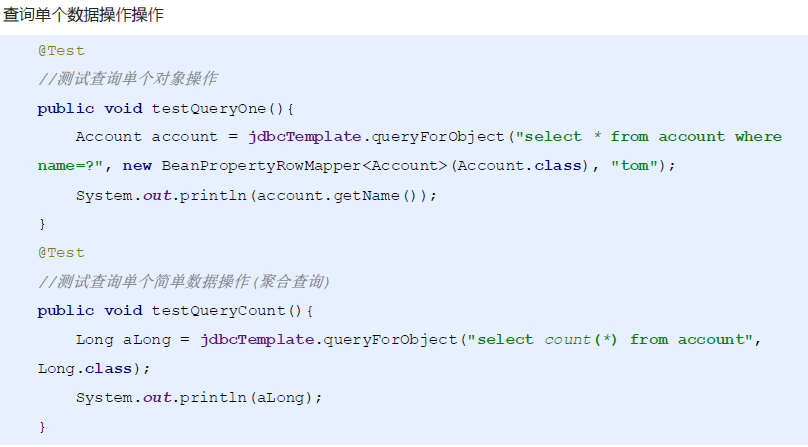 查询单个数据操作操作
@Test
//测试查询单个对象操作
public void testQueryOne(){
    Account account = jdbcTemplate.queryForObject("select * from account where
name=?", new BeanPropertyRowMapper<Account>(Account.class), "tom");
    System.out.println(account.getName());
}
@Test
//测试查询单个简单数据操作(聚合查询)
public void testQueryCount(){
    Long aLong = jdbcTemplate.queryForObject("select count(*) from account",
Long.class);
    System.out.println(aLong);
}